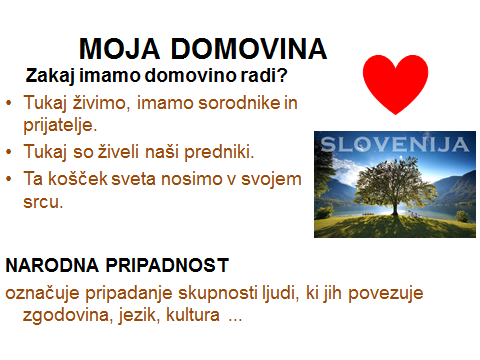 MOJA DOMOVINA
Zakaj imamo domovino radi?
• Tukaj živimo, imamo sorodnike in
prijatelje.
• Tukaj so živeli naši predniki.
• Ta košček sveta nosimo v svojem
srcu.
SLOVENIJA
NARODNA PRIPADNOST
označuje pripadanje skupnosti ljudi, ki jih povezuje
zgodovina, jezik, kultura ...